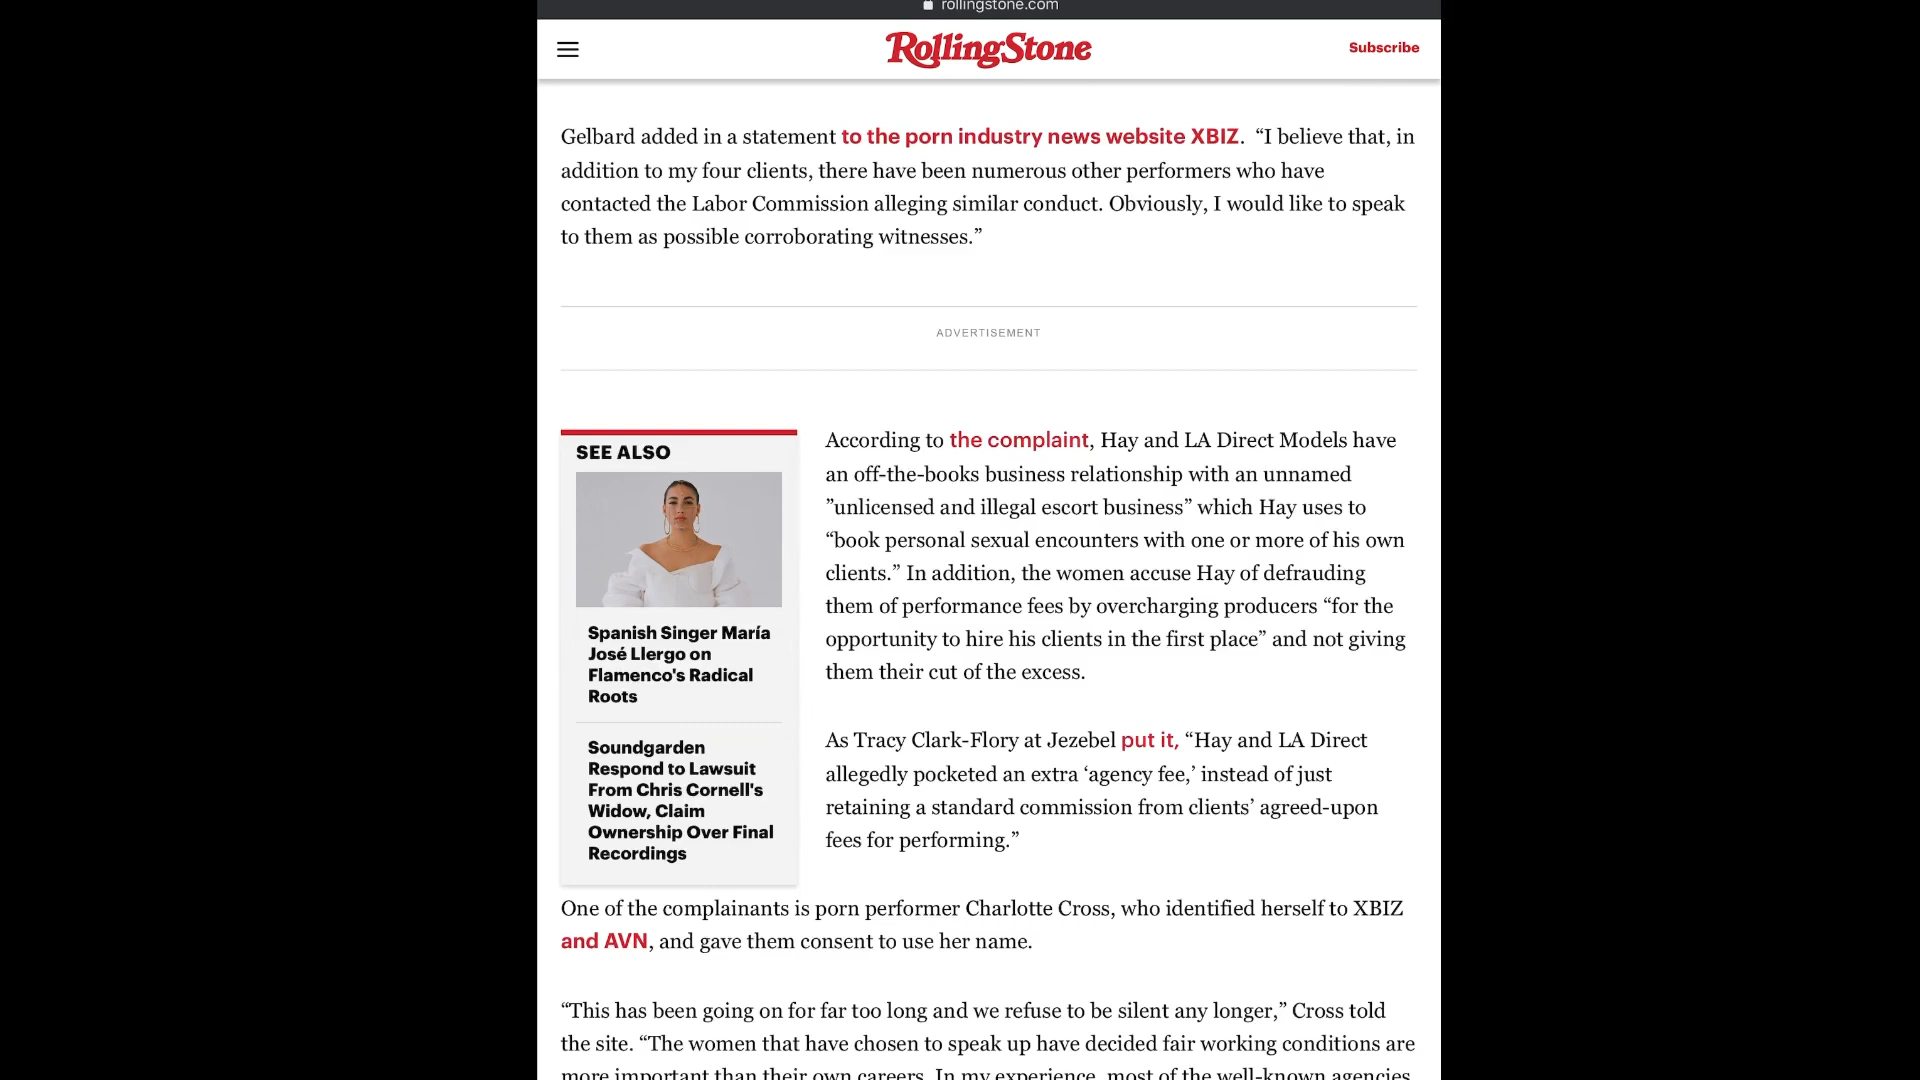 rollingstone.com
RollingStone
Subscribe
Gelbard added in a statement to the porn industry news website XBIZ. “I believe that, in
addition to my four clients, there have been numerous other performers who have
contacted the Labor Commission alleging similar conduct. Obviously, I would like to speak
to them as possible corroborating witnesses.”
ADVERTISEMENT
SEE ALSO
Spanish Singer María
José Llergo on
Flamenco's Radical
Roots
Soundgarden
Respond to Lawsuit
From Chris Cornell's
Widow, Claim
Ownership Over Final
Recordings
According to the complaint, Hay and LA Direct Models have
an off-the-books business relationship with an unnamed
”unlicensed and illegal escort business” which Hay uses to
“book personal sexual encounters with one or more of his own
clients.” In addition, the women accuse Hay of defrauding
them of performance fees by overcharging producers “for the
opportunity to hire his clients in the first place” and not giving
them their cut of the excess.
As Tracy Clark-Flory at Jezebel put it, “Hay and LA Direct
allegedly pocketed an extra ‘agency fee,’ instead of just
retaining a standard commission from clients’ agreed-upon
fees for performing.”
One of the complainants is porn performer Charlotte Cross, who identified herself to XBIZ
and AVN, and gave them consent to use her name.
“This has been going on for far too long and we refuse to be silent any longer,” Cross told
the site. “The women that have chosen to speak up have decided fair working conditions are
more important than their own careers. In my experience, most of the well-known agencies